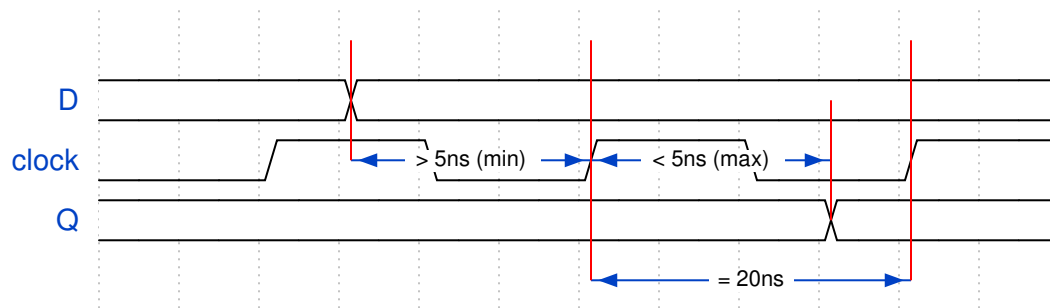 D
clock
> 5ns (min)
< 5ns (max)
Q
= 20ns